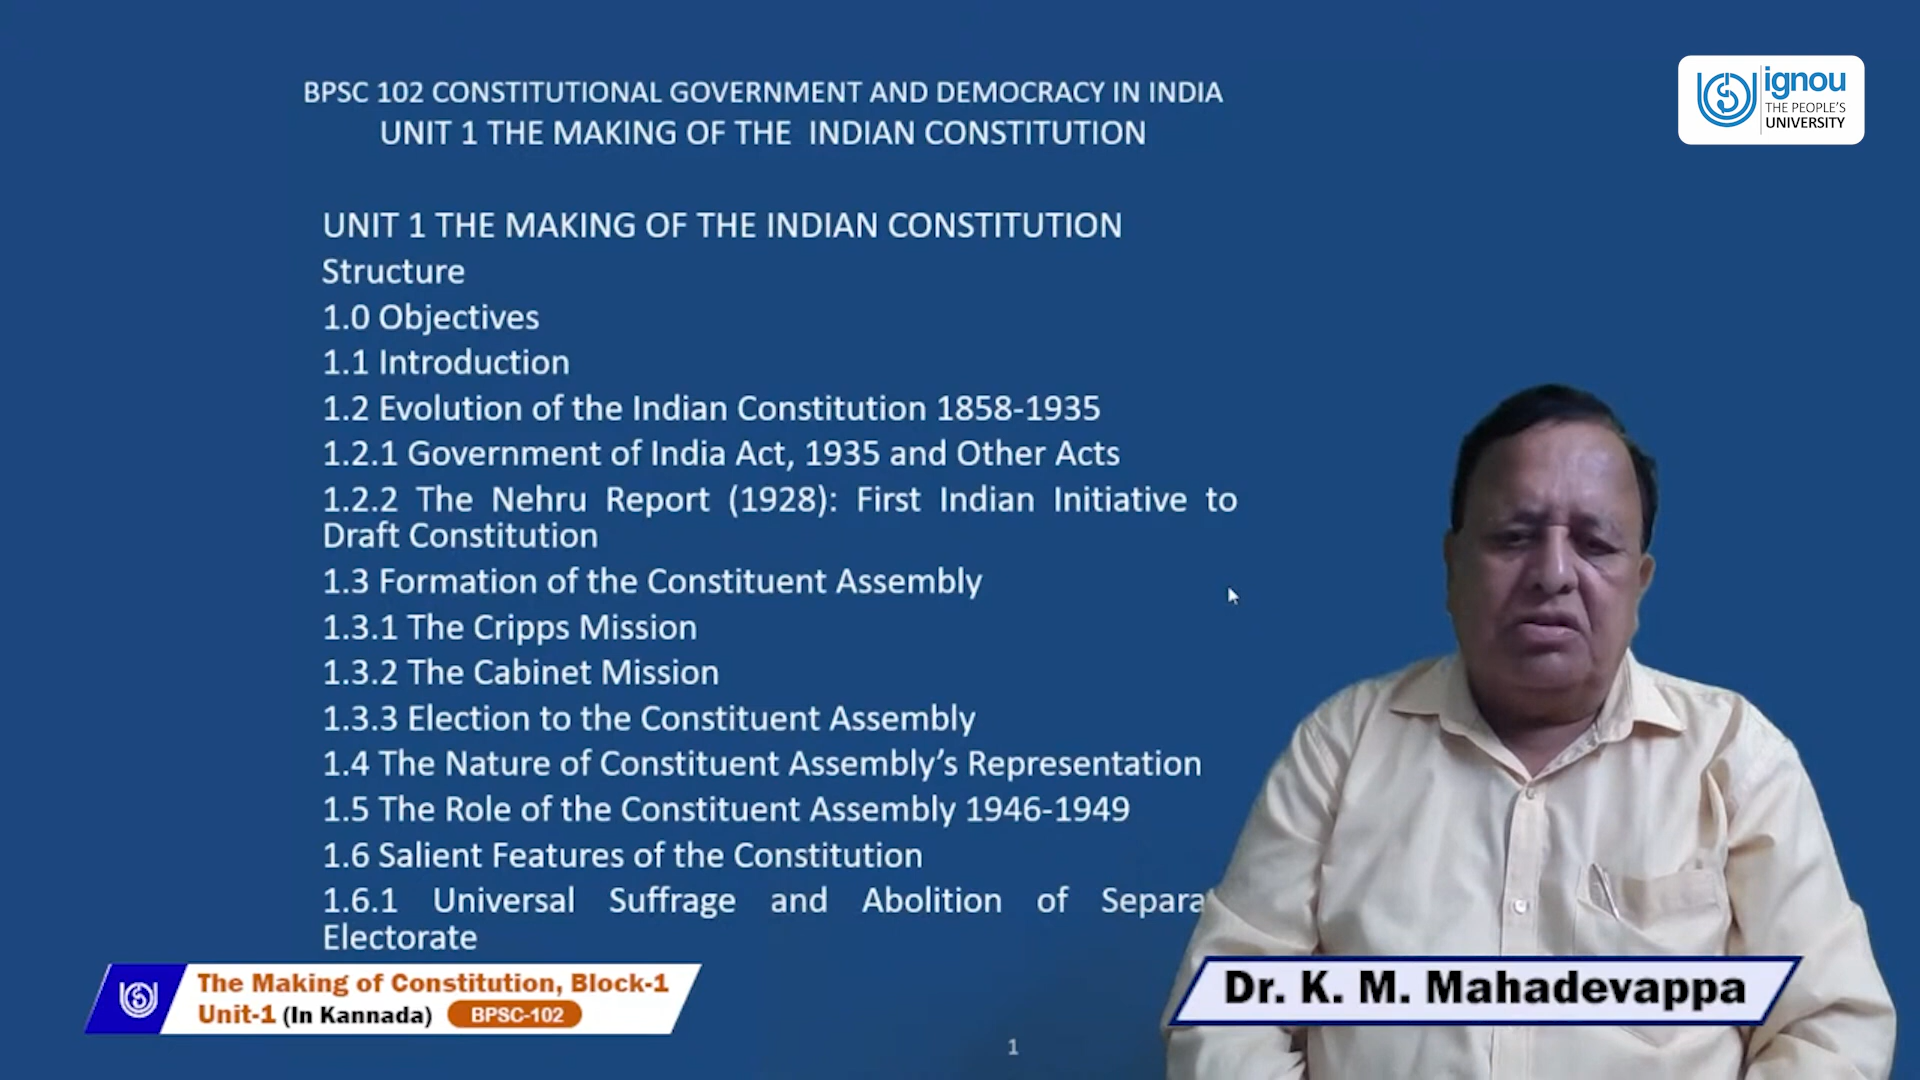 BPSC 102 CONSTITUTIONAL GOVERNMENT AND DEMOCRACY IN INDIA
UNIT 1 THE MAKING OF THE INDIAN CONSTITUTION
ignou
THE PEOPLE'S
UNIVERSITY
UNIT 1 THE MAKING OF THE INDIAN CONSTITUTION
Structure
1.0 Objectives
1.1 Introduction
1.2 Evolution of the Indian Constitution 1858-1935
1.2.1 Government of India Act, 1935 and Other Acts
1.2.2 The Nehru Report (1928): First Indian Initiative to
Draft Constitution
1.3 Formation of the Constituent Assembly
1.3.1 The Cripps Mission
1.3.2 The Cabinet Mission
1.3.3 Election to the Constituent Assembly
1.4 The Nature of Constituent Assembly’s Representation
1.5 The Role of the Constituent Assembly 1946-1949
1.6 Salient Features of the Constitution
1.6.1 Universal Suffrage and Abolition of
Electorate
The Making of Constitution, Block-1
Unit-1 (In Kannada) BPSC-102
Dr. K. M. Mahadevappa
1